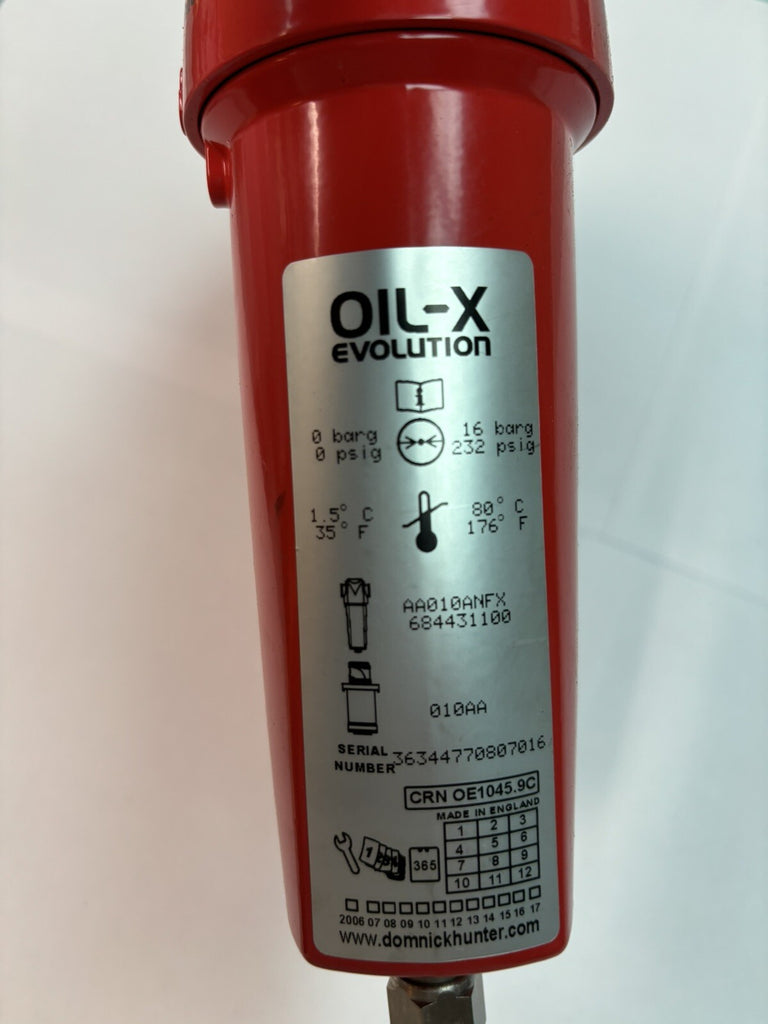 OIL-X
EVOLUTION
i
0 barg 16 barg
0 psig 232 psig
1.5° C 80° C
35° F 176° F
AA010ANFX
684431100
010AA
SERIAL NUMBER 36344770807016
CRN OE1045.9C
MADE IN ENGLAND
1 2 3
4 5 6
7 8 9
10 11 12
365
2006 07 08 09 10 11 12 13 14 15 16 17
www.domnickhunter.com